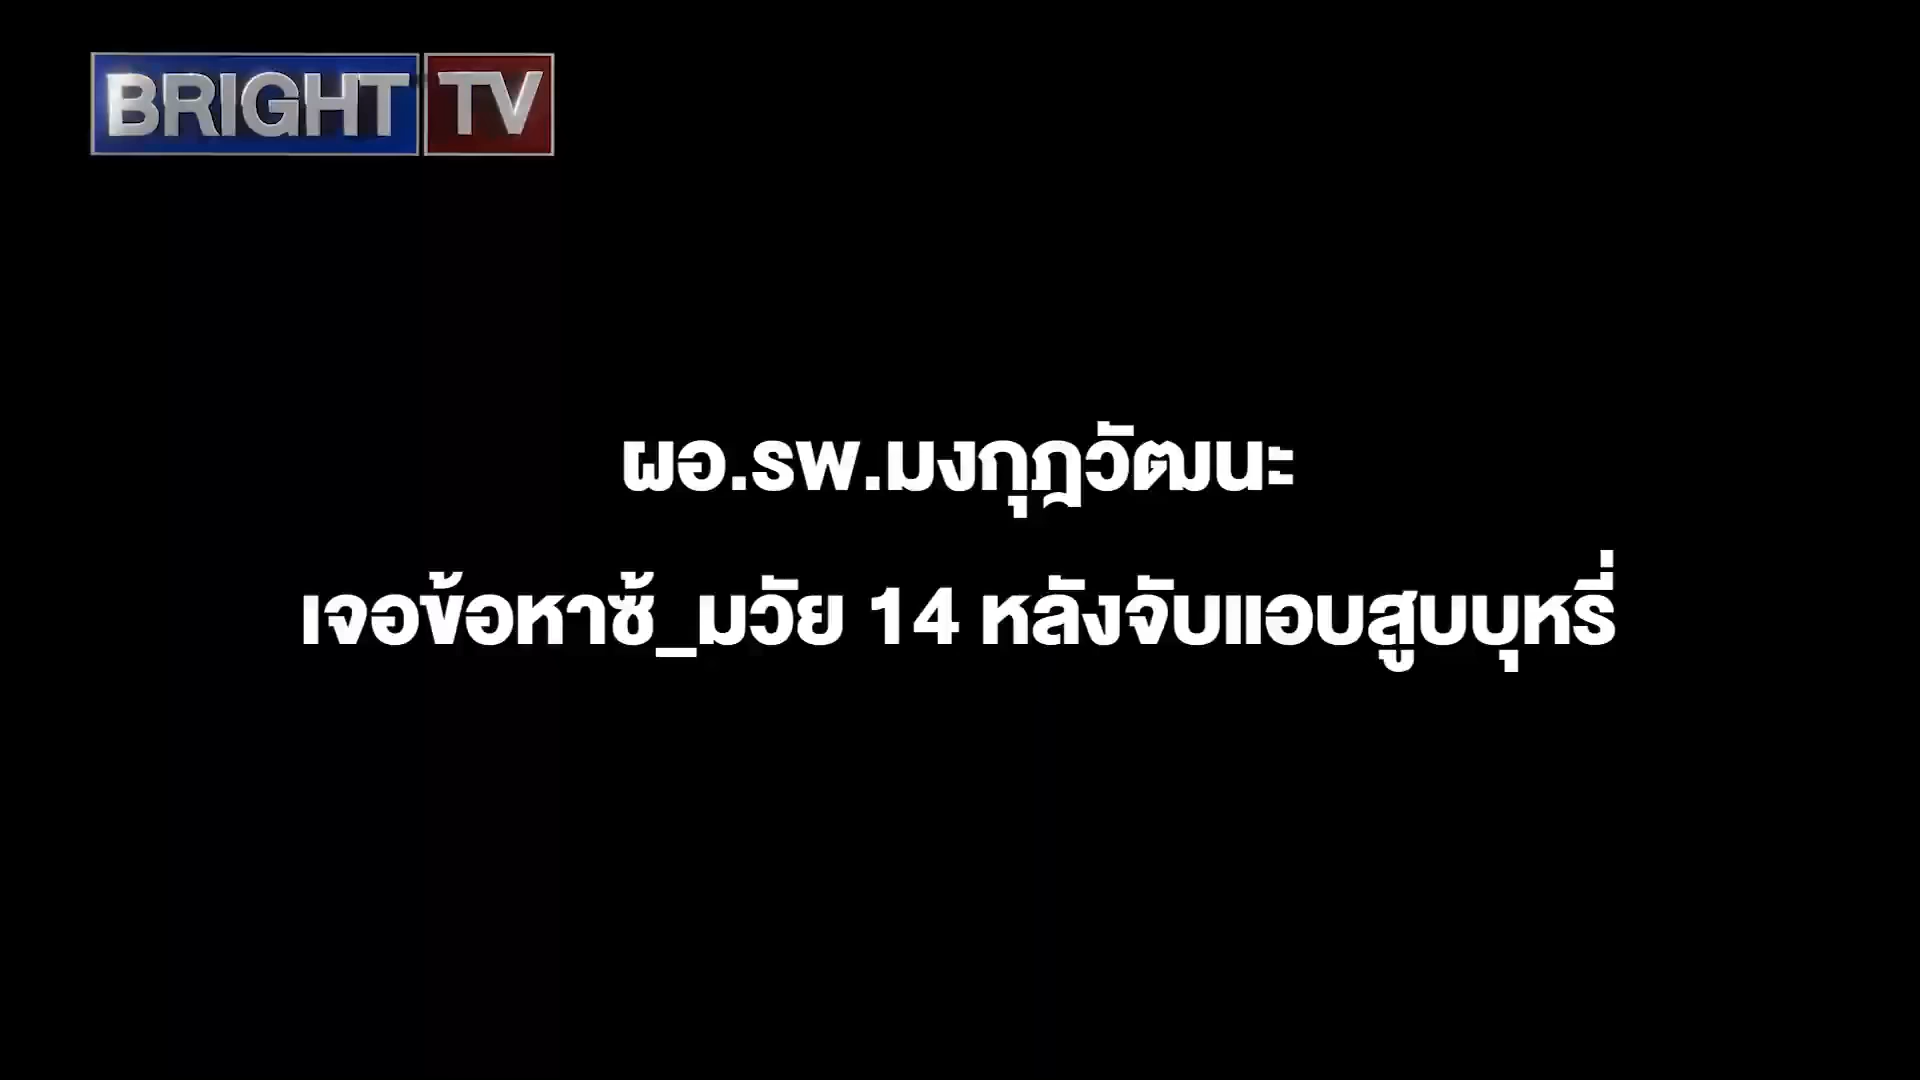 BRIGHT TV
ผอ.รพ.มงกุฎวัฒนะ
เจอข้อหาซ้_มวัย 14 หลังจับแอบสูบบุหรี่